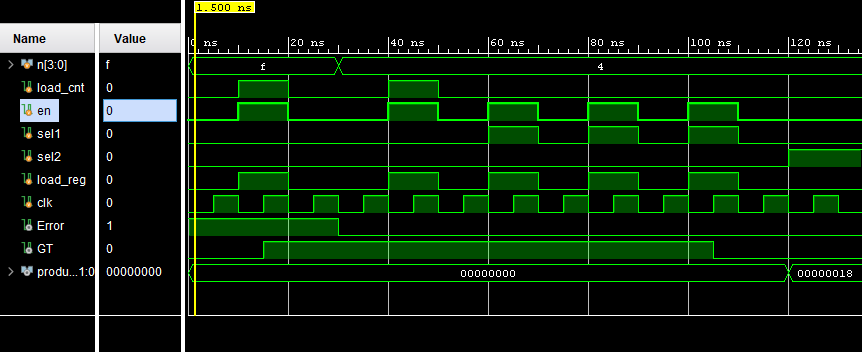 1.500 ns
Name Value
0 ns 20 ns 40 ns 60 ns 80 ns 100 ns 120 ns
n[3:0] f f 4
load_cnt 0
en 0
sel1 0
sel2 0
load_reg 0
clk 0
Error 1
GT 0
produ...1:0 00000000 00000000 00000018